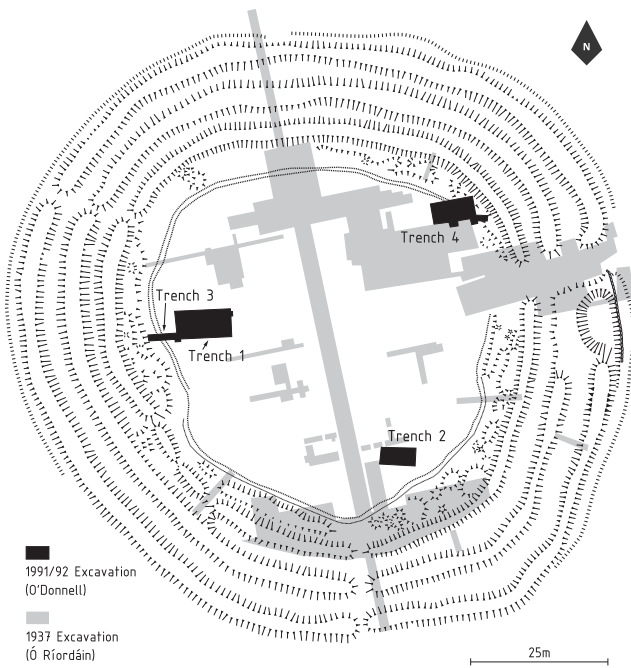 N
Trench 4
Trench 3
Trench 1
Trench 2
1991/92 Excavation
(O'Donnell)
1937 Excavation
(Ó Ríordáin)
25m